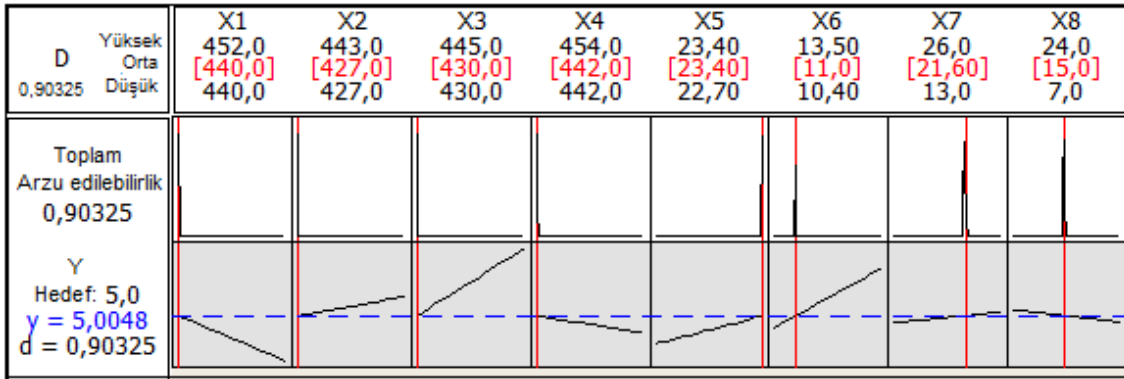 X1 X2 X3 X4 X5 X6 X7 X8
D Yüksek 452,0 443,0 445,0 454,0 23,40 13,50 26,0 24,0
Orta [440,0] [427,0] [430,0] [442,0] [23,40] [11,0] [21,60] [15,0]
0,90325 Düşük 440,0 427,0 430,0 442,0 22,70 10,40 13,0 7,0
Toplam
Arzu edilebilirlik
0,90325
Y
Hedef: 5,0
y = 5,0048
d = 0,90325